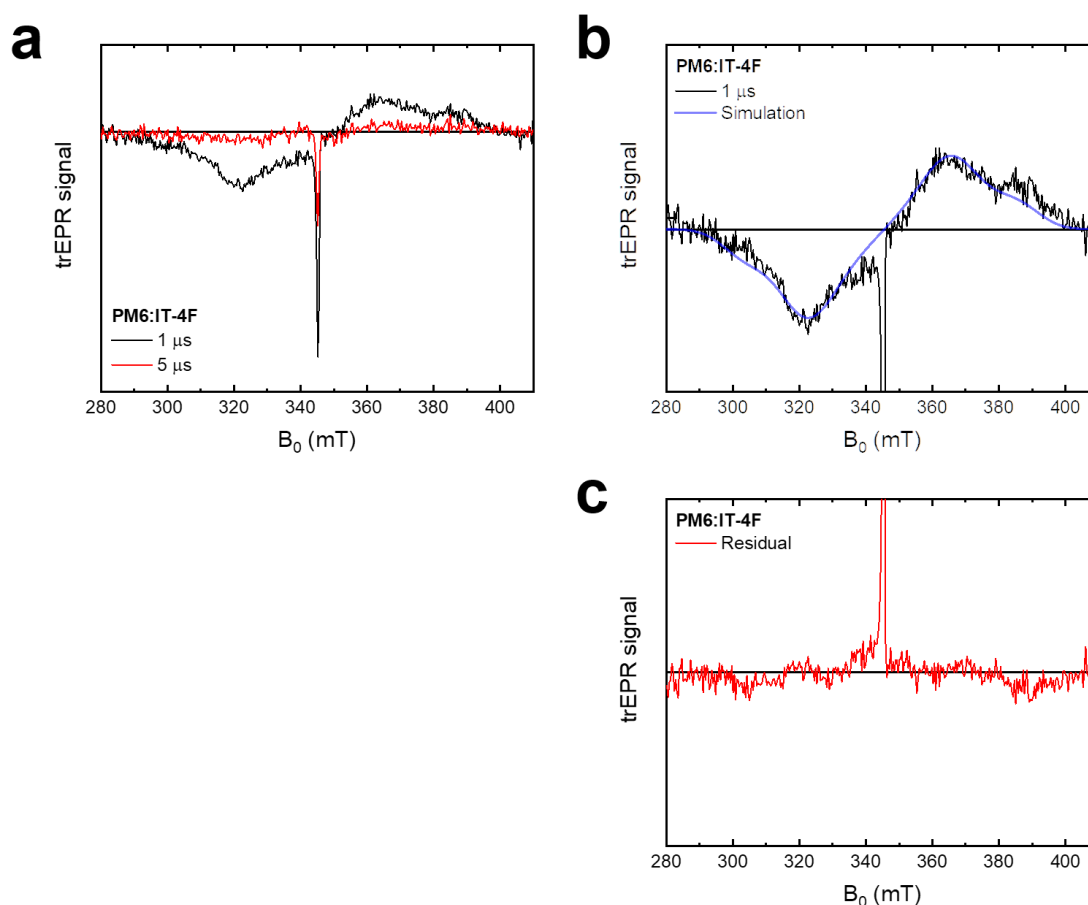 a
trEPR signal
PM6:IT-4F
1 μs
5 μs
280 300 320 340 360 380 400
B₀ (mT)
b
trEPR signal
PM6:IT-4F
1 μs
Simulation
280 300 320 340 360 380 400
B₀ (mT)
c
trEPR signal
PM6:IT-4F
Residual
280 300 320 340 360 380 400
B₀ (mT)